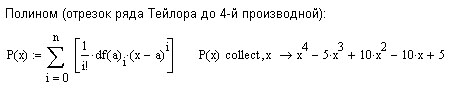 Полином (отрезок ряда Тейлора до 4-й производной):
P(x) := ∑_{i = 0}^{n} [ 1/i! · df(a)_i · (x − a)^i ]     P(x) collect,x → x^4 − 5·x^3 + 10·x^2 − 10·x + 5